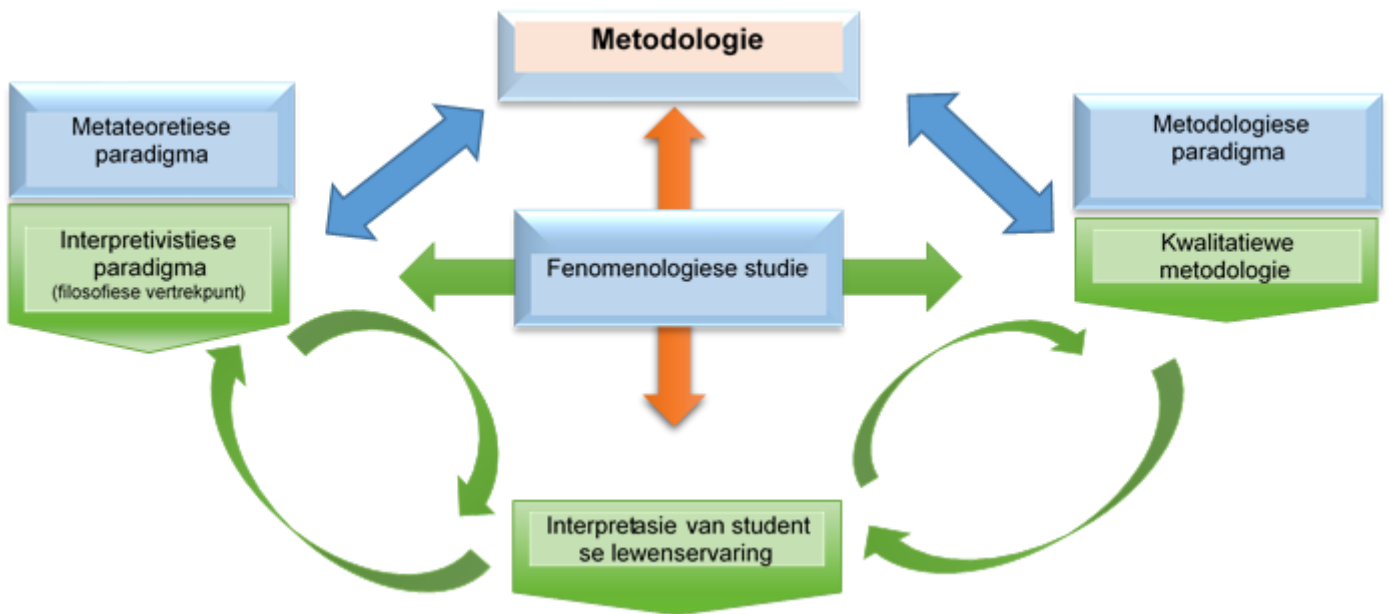 Metodologie
Metateoretiese
paradigma
Interpretivistiese
paradigma
(filosofiese vertrekpunt)
Metodologiese
paradigma
Kwalitatiewe
metodologie
Fenomenologiese studie
Interpretasie van student
se lewenservaring